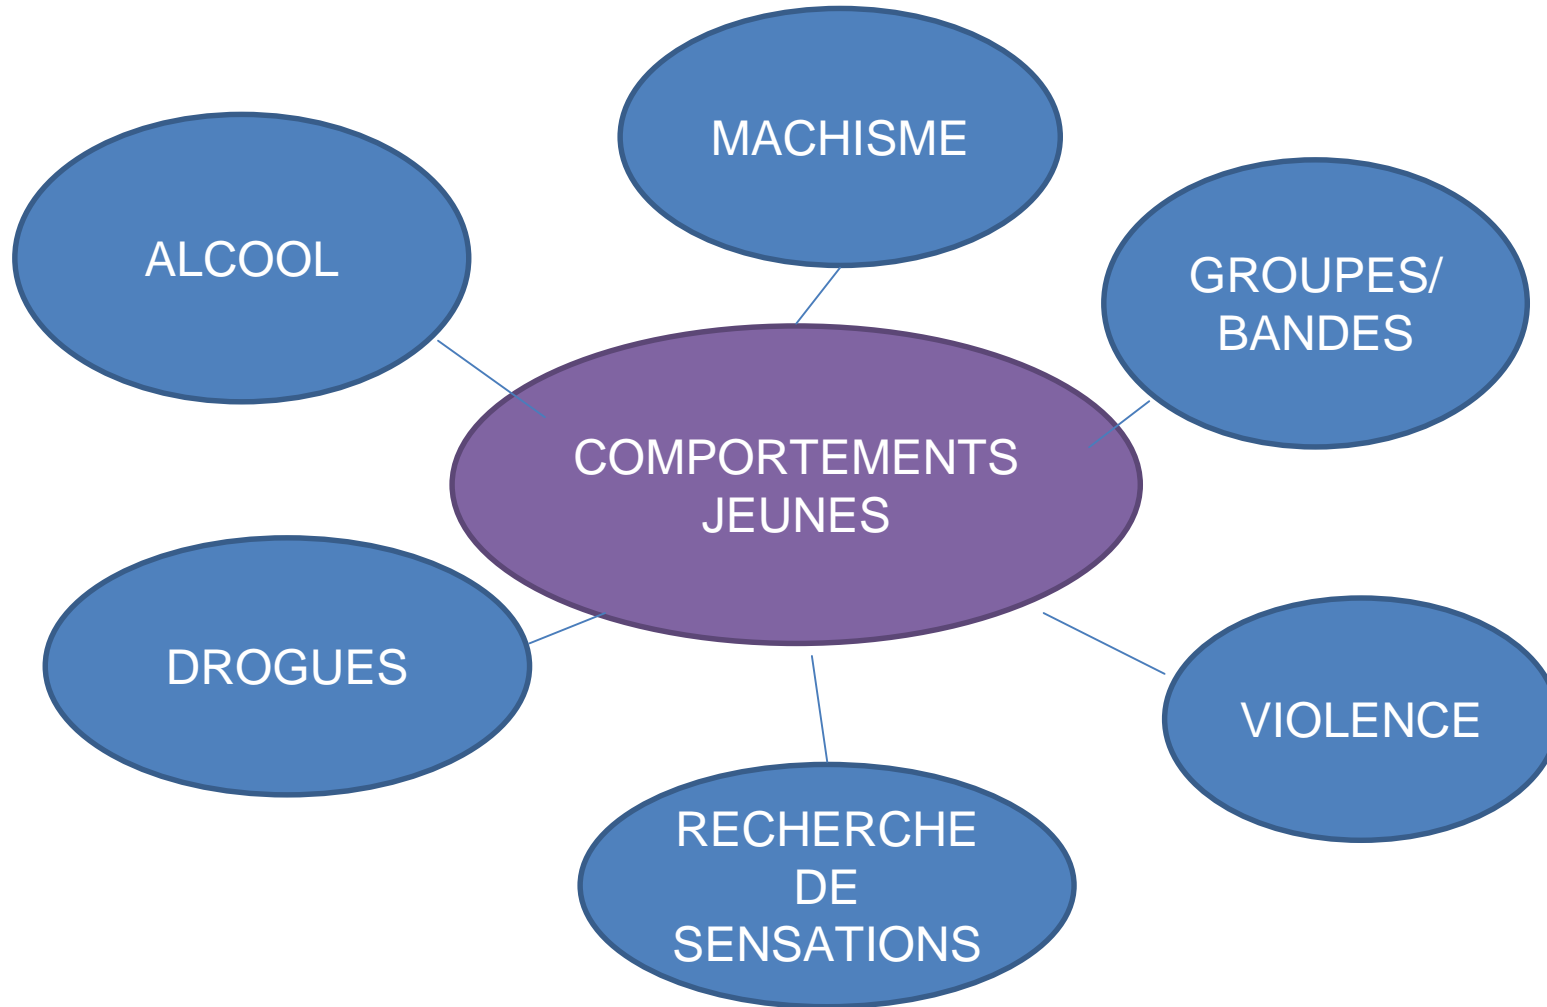 MACHISME
ALCOOL
GROUPES/
BANDES
COMPORTEMENTS
JEUNES
DROGUES
VIOLENCE
RECHERCHE
DE
SENSATIONS